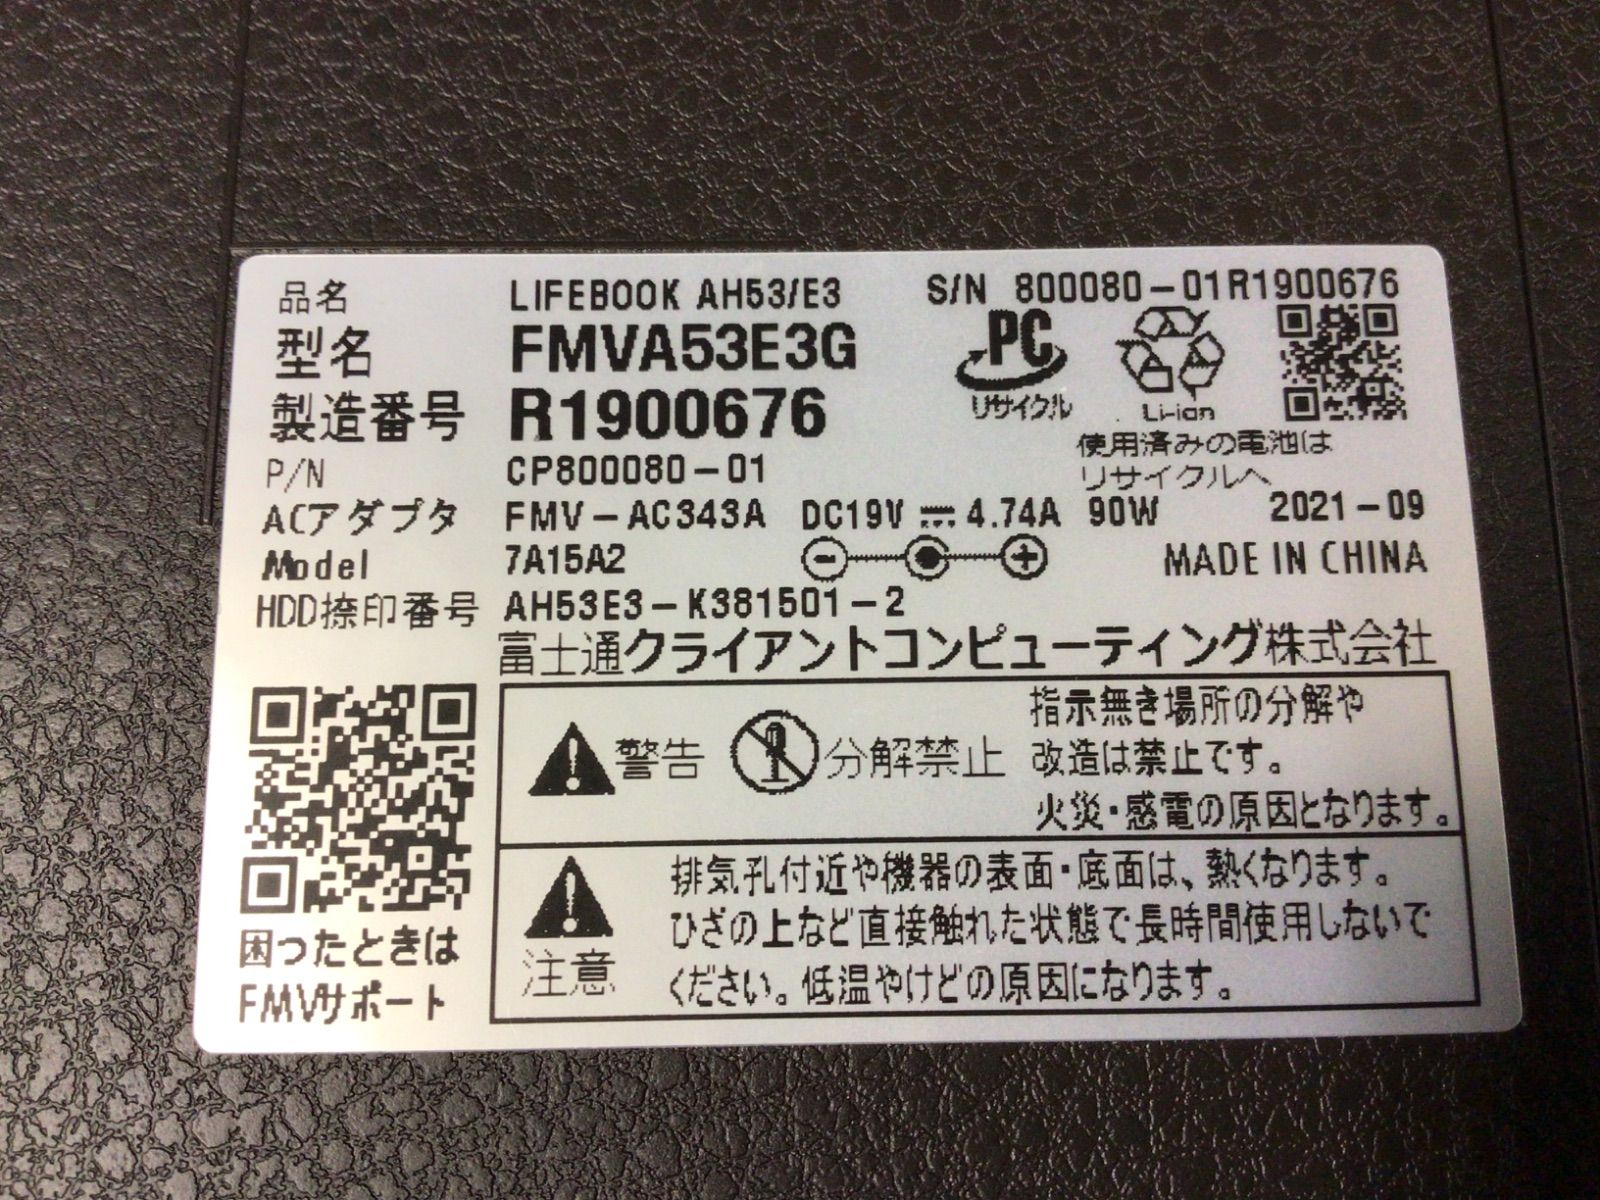 品名 LIFEBOOK AH53/E3 S/N 800080-01R1900676
型名 FMVA53E3G
製造番号 R1900676
PC
リサイクル
Li-ion
使用済みの電池は
リサイクルへ
P/N CP800080-01
ACアダプタ FMV-AC343A DC19V 4.74A 90W 2021-09
Model 7A15A2 MADE IN CHINA
HDD捺印番号 AH53E3-K381501-2
富士通クライアントコンピューティング株式会社
警告 分解禁止
指示無き場所の分解や
改造は禁止です。
火災・感電の原因となります。
注意
排気孔付近や機器の表面・底面は、熱くなります。
ひざの上など直接触れた状態で長時間使用しないで
ください。低温やけどの原因になります。
困ったときは
FMVサポート